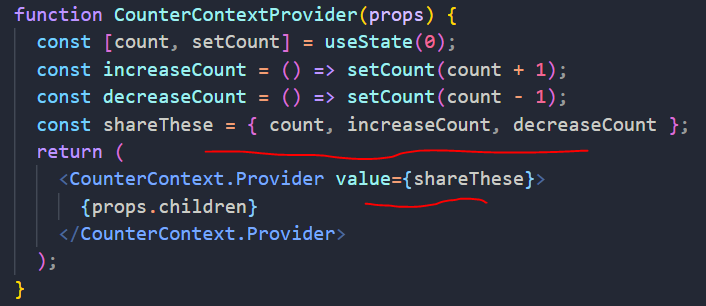 function CounterContextProvider(props) {
const [count, setCount] = useState(0);
const increaseCount = () => setCount(count + 1);
const decreaseCount = () => setCount(count - 1);
const shareThese = { count, increaseCount, decreaseCount };
return (
<CounterContext.Provider value={shareThese}>
{props.children}
</CounterContext.Provider>
);
}